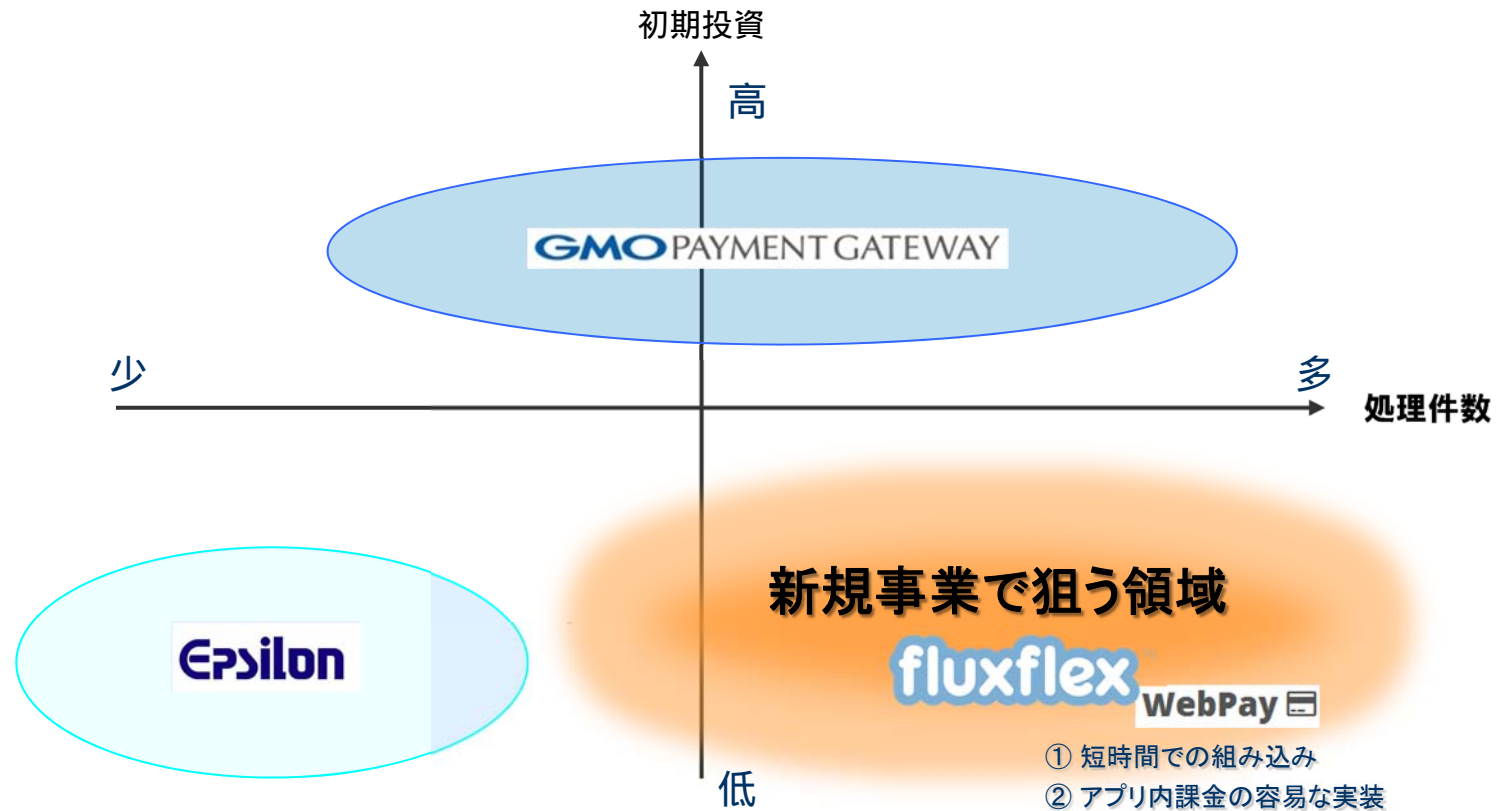 初期投資
高
GMO PAYMENT GATEWAY
少
多
処理件数
新規事業で狙う領域
Epsilon
fluxflex
WebPay
① 短時間での組み込み
低
② アプリ内課金の容易な実装